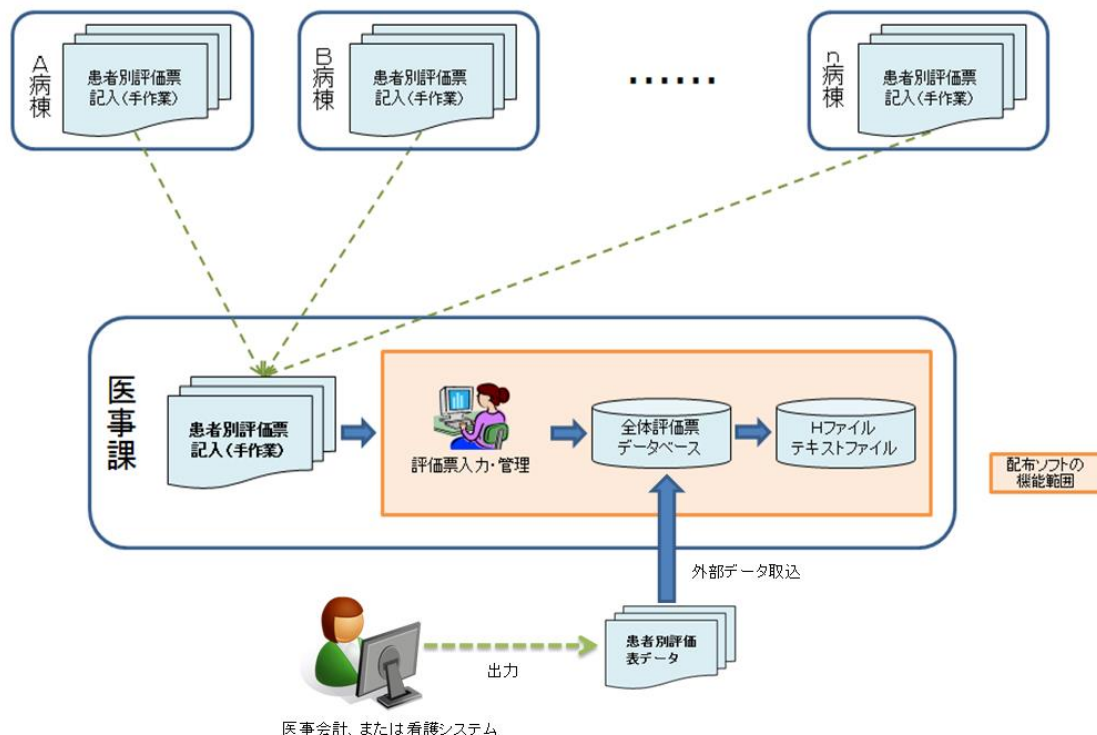 A病棟
患者別評価票
記入(手作業)
B病棟
患者別評価票
記入(手作業)
……
n病棟
患者別評価票
記入(手作業)
医事課
患者別評価票
記入(手作業)
評価票入力・管理
全体評価票
データベース
Hファイル
テキストファイル
配布ソフトの
機能範囲
外部データ取込
患者別評価
表データ
出力
医事会計、または看護システム